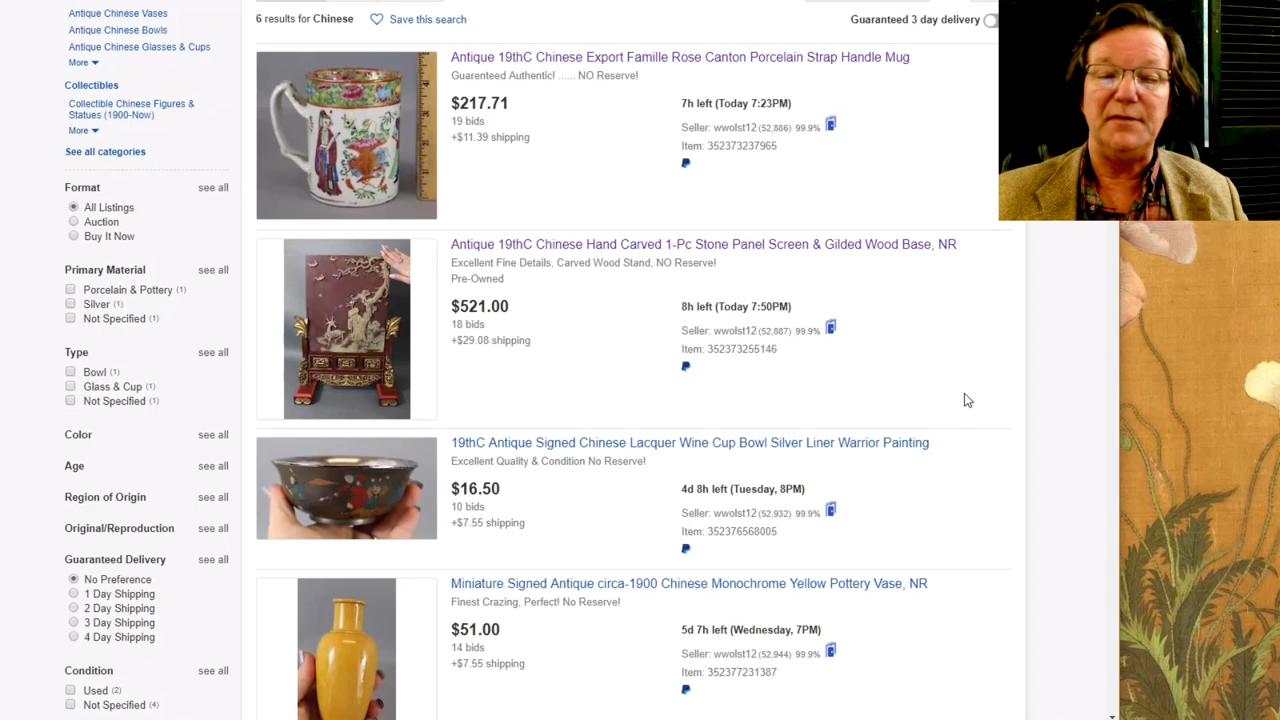 Antique Chinese Vases
Antique Chinese Bowls
Antique Chinese Glasses & Cups
More
Collectibles
Collectible Chinese Figures &
Statues (1900-Now)
More
See all categories
Format see all
All Listings
Auction
Buy It Now
Primary Material see all
Porcelain & Pottery (1)
Silver (1)
Not Specified (1)
Type see all
Bowl (1)
Glass & Cup (1)
Not Specified (1)
Color see all
Age see all
Region of Origin see all
Original/Reproduction see all
Guaranteed Delivery see all
No Preference
1 Day Shipping
2 Day Shipping
3 Day Shipping
4 Day Shipping
Condition see all
Used (2)
Not Specified (4)
6 results for Chinese Save this search Guaranteed 3 day delivery
Antique 19thC Chinese Export Famille Rose Canton Porcelain Strap Handle Mug
Guarenteed Authentic! ...... NO Reserve!
$217.71 7h left (Today 7:23PM)
19 bids Seller: wwolst12 (52,886) 99.9%
+$11.39 shipping Item: 352373237965
Antique 19thC Chinese Hand Carved 1-Pc Stone Panel Screen & Gilded Wood Base, NR
Excellent Fine Details, Carved Wood Stand, NO Reserve!
Pre-Owned
$521.00 8h left (Today 7:50PM)
18 bids Seller: wwolst12 (52,887) 99.9%
+$29.08 shipping Item: 352373255146
19thC Antique Signed Chinese Lacquer Wine Cup Bowl Silver Liner Warrior Painting
Excellent Quality & Condition No Reserve!
$16.50 4d 8h left (Tuesday, 8PM)
10 bids Seller: wwolst12 (52,932) 99.9%
+$7.55 shipping Item: 352376568005
Miniature Signed Antique circa-1900 Chinese Monochrome Yellow Pottery Vase, NR
Finest Crazing, Perfect! No Reserve!
$51.00 5d 7h left (Wednesday, 7PM)
14 bids Seller: wwolst12 (52,944) 99.9%
+$7.55 shipping Item: 352377231387